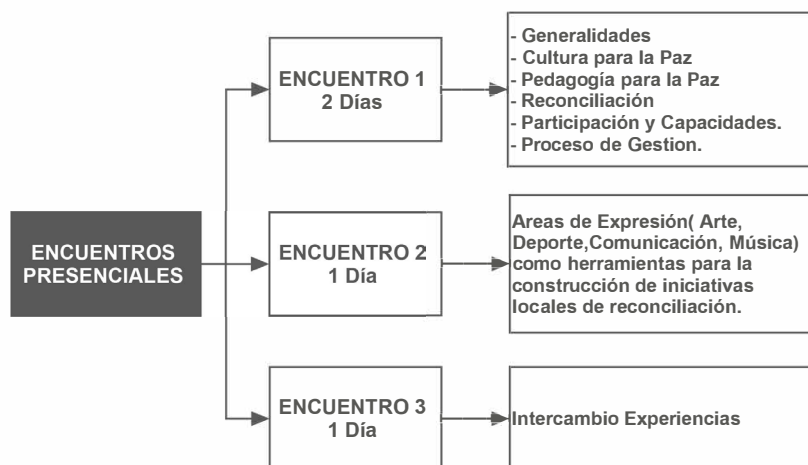 ENCUENTROS
PRESENCIALES
ENCUENTRO 1
2 Días
- Generalidades
- Cultura para la Paz
- Pedagogía para la Paz
- Reconciliación
- Participación y Capacidades.
- Proceso de Gestion.
ENCUENTRO 2
1 Día
Areas de Expresión( Arte,
Deporte,Comunicación, Música)
como herramientas para la
construcción de iniciativas
locales de reconciliación.
ENCUENTRO 3
1 Día
Intercambio Experiencias